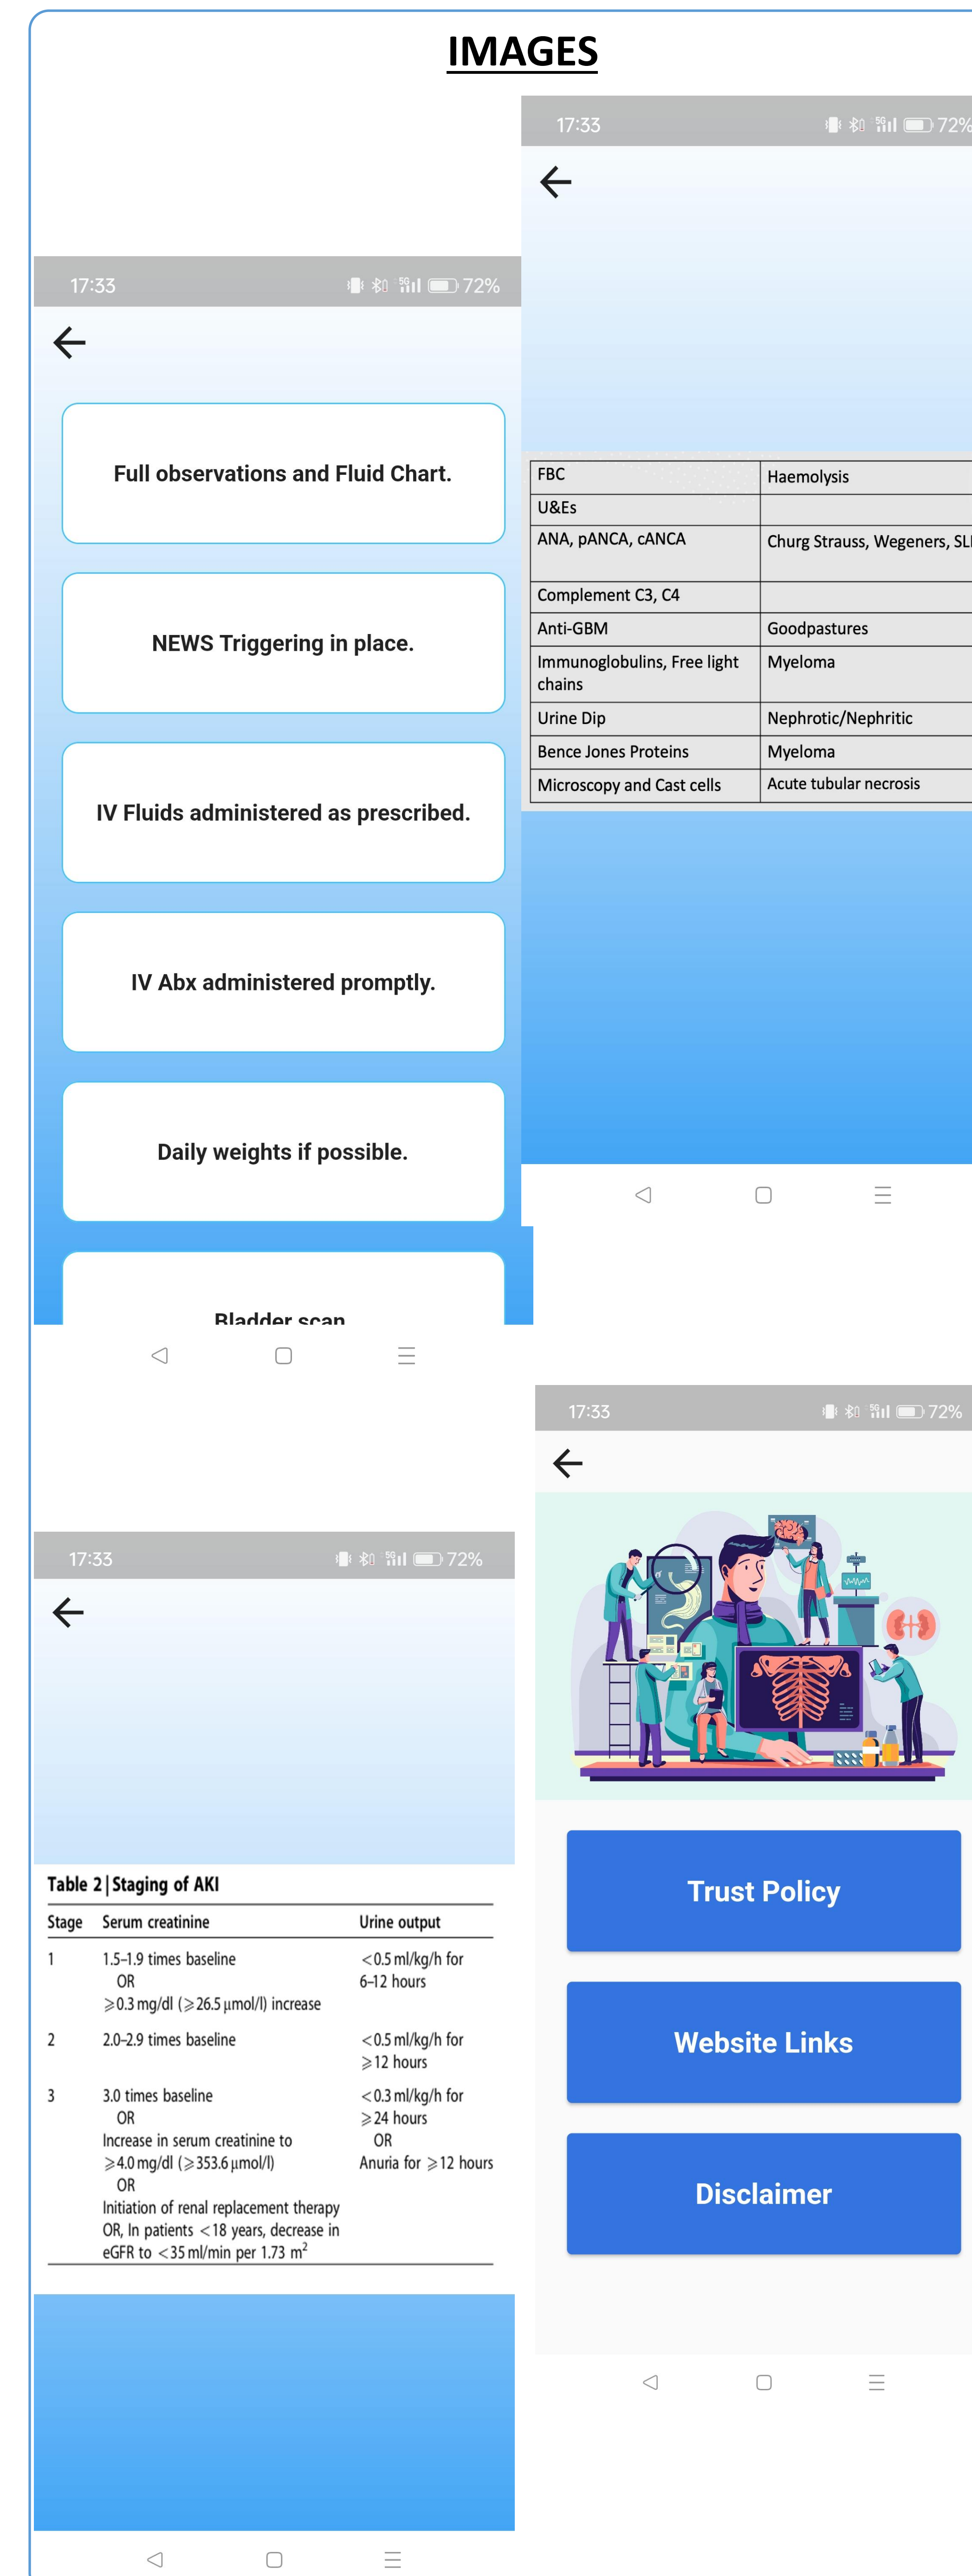 IMAGES
17:33
5G
72%
FBC
Haemolysis
U&Es
ANA, pANCA, cANCA
Churg Strauss, Wegeners,
Complement C3, C4
Anti-GBM
Goodpastures
Immunoglobulins, Free light
chains
Myeloma
Urine Dip
Nephrotic/Nephritic
Bence Jones Proteins
Myeloma
Microscopy and Cast cells
Acute tubular necrosis
17:33
5G
72%
Full observations and Fluid Chart.
NEWS Triggering in place.
IV Fluids administered as prescribed.
IV Abx administered promptly.
Daily weights if possible.
Bladder scan
17:33
5G
72%
Table 2 | Staging of AKI
Stage Serum creatinine Urine output
1 1.5–1.9 times baseline <0.5 ml/kg/h for
OR 6–12 hours
⩾0.3 mg/dl (⩾26.5 μmol/l) increase
2 2.0–2.9 times baseline <0.5 ml/kg/h for
⩾12 hours
3 3.0 times baseline <0.3 ml/kg/h for
OR ⩾24 hours
Increase in serum creatinine to OR
⩾4.0 mg/dl (⩾353.6 μmol/l) Anuria for ⩾12 hours
OR
Initiation of renal replacement therapy
OR, In patients <18 years, decrease in
eGFR to <35 ml/min per 1.73 m²
17:33
5G
72%
Trust Policy
Website Links
Disclaimer